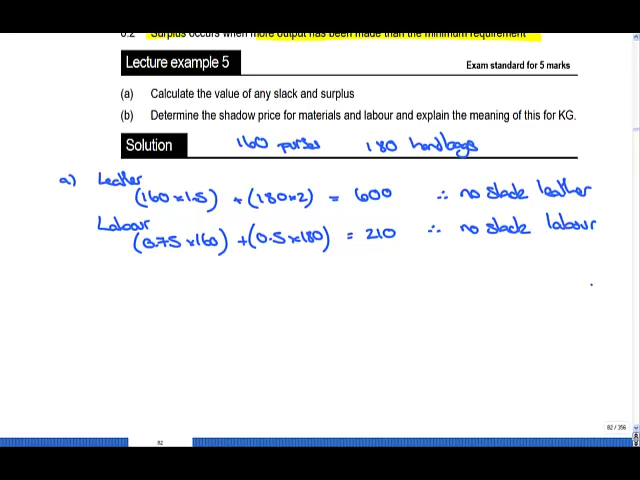 6.2 Surplus occurs when more output has been made than the minimum requirement
Lecture example 5 Exam standard for 5 marks
(a) Calculate the value of any slack and surplus
(b) Determine the shadow price for materials and labour and explain the meaning of this for KG.
Solution 160 purses 180 handbags
a) Leather
(160 x 1.5) + (180 x 2) = 600 ∴ no slack leather
Labour
(0.75 x 160) + (0.5 x 180) = 210 ∴ no slack labour
82 / 356
82